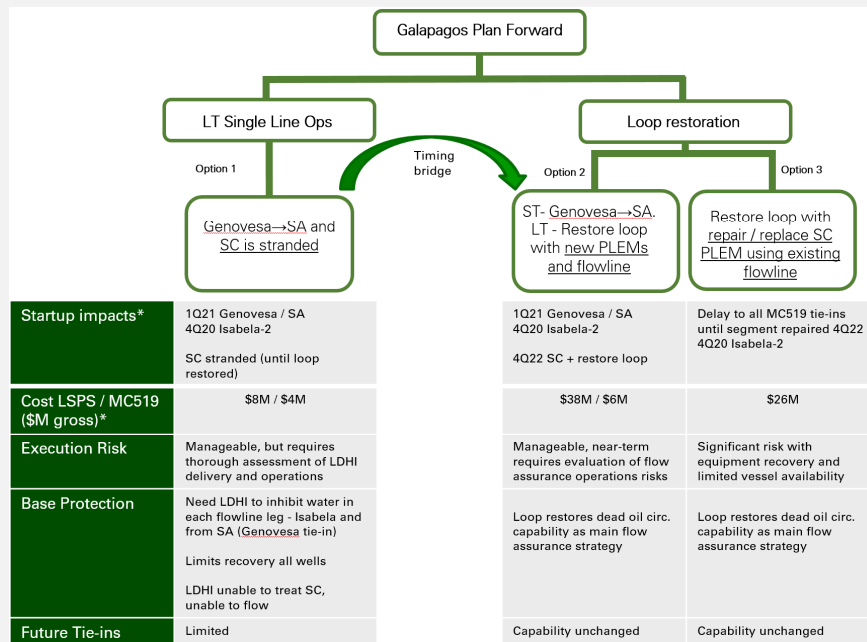 Galapagos Plan Forward
LT Single Line Ops
Loop restoration
Timing
bridge
Option 1
Option 2
Option 3
Genovesa→SA and
SC is stranded
ST- Genovesa→SA.
LT - Restore loop
with new PLEMs
and flowline
Restore loop with
repair / replace SC
PLEM using existing
flowline
Startup impacts*
1Q21 Genovesa / SA
4Q20 Isabela-2
SC stranded (until loop
restored)
1Q21 Genovesa / SA
4Q20 Isabela-2
4Q22 SC + restore loop
Delay to all MC519 tie-ins
until segment repaired 4Q22
4Q20 Isabela-2
Cost LSPS / MC519
($M gross)*
$8M / $4M
$38M / $6M
$26M
Execution Risk
Manageable, but requires
thorough assessment of LDHI
delivery and operations
Manageable, near-term
requires evaluation of flow
assurance operations risks
Significant risk with
equipment recovery and
limited vessel availability
Base Protection
Need LDHI to inhibit water in
each flowline leg - Isabela and
from SA (Genovesa tie-in)
Limits recovery all wells
LDHI unable to treat SC,
unable to flow
Loop restores dead oil circ.
capability as main flow
assurance strategy
Loop restores dead oil circ.
capability as main flow
assurance strategy
Future Tie-ins
Limited
Capability unchanged
Capability unchanged